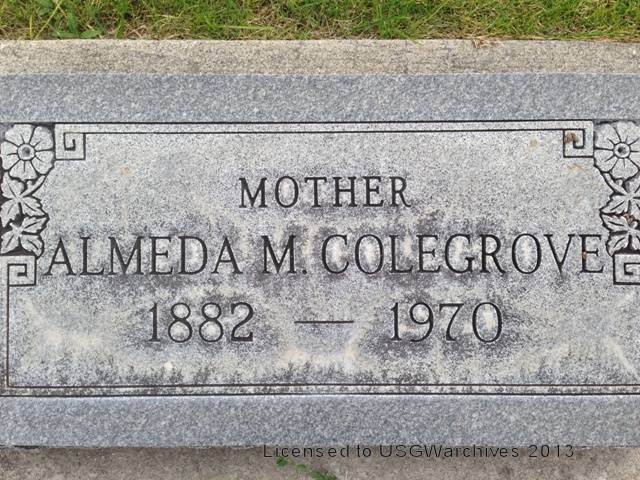 MOTHER
ALMEDA M. COLEGROVE
1882 — 1970
Licensed to USGWarchives 2013